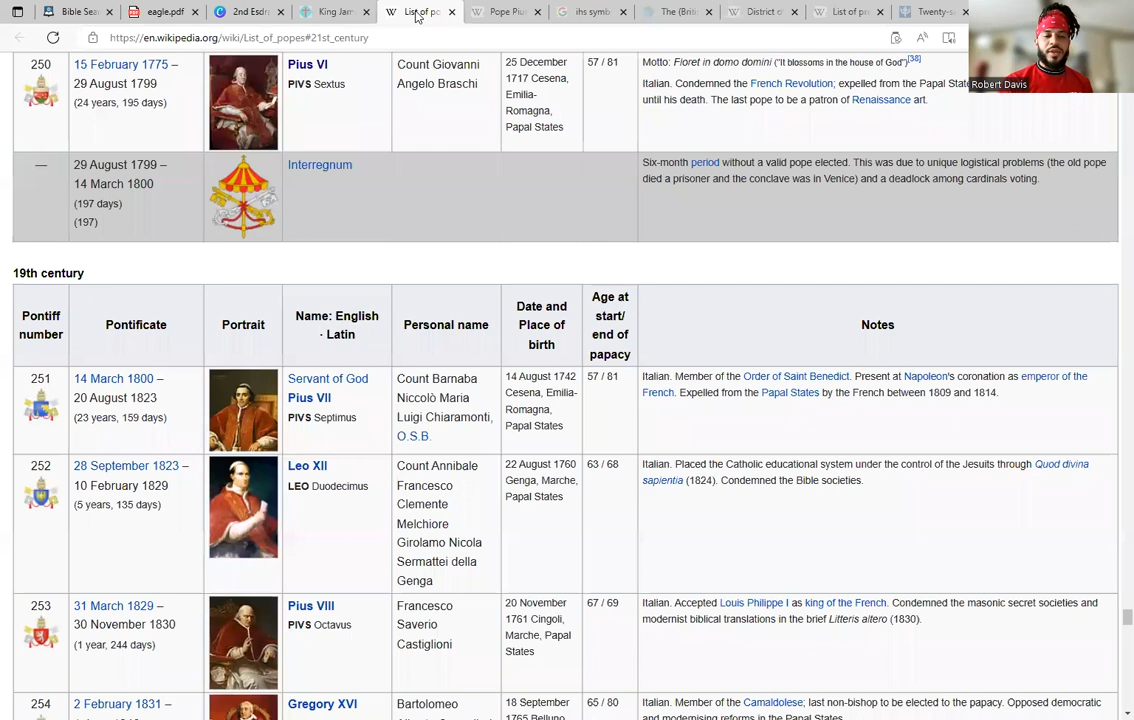 Bible Sea
eagle.pdf
2nd Esdr
King Jam
List of po
Pope Piu
ihs symb
The (Briti
District o
List of pr
Twenty-s
https://en.wikipedia.org/wiki/List_of_popes#21st_century
Robert Davis
250
15 February 1775 –
29 August 1799
(24 years, 195 days)
Pius VI
PIVS Sextus
Count Giovanni
Angelo Braschi
25 December
1717 Cesena,
Emilia-
Romagna,
Papal States
57 / 81
Motto: Floret in domo domini ("It blossoms in the house of God")[38]
Italian. Condemned the French Revolution; expelled from the Papal State
until his death. The last pope to be a patron of Renaissance art.
—
29 August 1799 –
14 March 1800
(197 days)
(197)
Interregnum
Six-month period without a valid pope elected. This was due to unique logistical problems (the old pope
died a prisoner and the conclave was in Venice) and a deadlock among cardinals voting.
19th century
Pontiff
number
Pontificate
Portrait
Name: English
· Latin
Personal name
Date and
Place of
birth
Age at
start/
end of
papacy
Notes
251
14 March 1800 –
20 August 1823
(23 years, 159 days)
Servant of God
Pius VII
PIVS Septimus
Count Barnaba
Niccolò Maria
Luigi Chiaramonti,
O.S.B.
14 August 1742
Cesena, Emilia-
Romagna,
Papal States
57 / 81
Italian. Member of the Order of Saint Benedict. Present at Napoleon's coronation as emperor of the
French. Expelled from the Papal States by the French between 1809 and 1814.
252
28 September 1823 –
10 February 1829
(5 years, 135 days)
Leo XII
LEO Duodecimus
Count Annibale
Francesco
Clemente
Melchiore
Girolamo Nicola
Sermattei della
Genga
22 August 1760
Genga, Marche,
Papal States
63 / 68
Italian. Placed the Catholic educational system under the control of the Jesuits through Quod divina
sapientia (1824). Condemned the Bible societies.
253
31 March 1829 –
30 November 1830
(1 year, 244 days)
Pius VIII
PIVS Octavus
Francesco
Saverio
Castiglioni
20 November
1761 Cingoli,
Marche, Papal
States
67 / 69
Italian. Accepted Louis Philippe I as king of the French. Condemned the masonic secret societies and
modernist biblical translations in the brief Litteris altero (1830).
254
2 February 1831 –
Gregory XVI
Bartolomeo
18 September
1765 Belluno
65 / 80
Italian. Member of the Camaldolese; last non-bishop to be elected to the papacy. Opposed democratic
and modernising reforms in the Papal States.